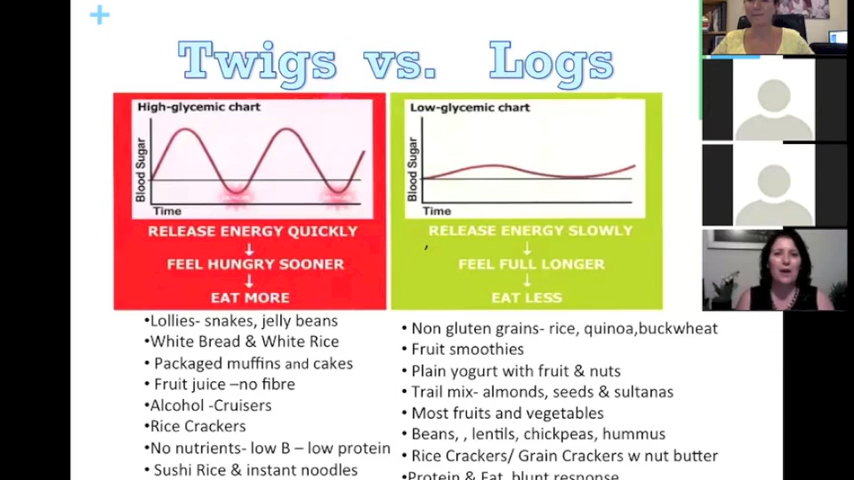 Twigs vs. Logs
High-glycemic chart
Blood Sugar
Time
RELEASE ENERGY QUICKLY
FEEL HUNGRY SOONER
EAT MORE
Low-glycemic chart
Blood Sugar
Time
RELEASE ENERGY SLOWLY
FEEL FULL LONGER
EAT LESS
•Lollies- snakes, jelly beans
•White Bread & White Rice
• Packaged muffins and cakes
• Fruit juice –no fibre
•Alcohol -Cruisers
•Rice Crackers
•No nutrients- low B – low protein
• Sushi Rice & instant noodles
• Non gluten grains- rice, quinoa,buckwheat
• Fruit smoothies
• Plain yogurt with fruit & nuts
• Trail mix- almonds, seeds & sultanas
• Most fruits and vegetables
• Beans, , lentils, chickpeas, hummus
• Rice Crackers/ Grain Crackers w nut butter
•Protein & Fat, blunt response